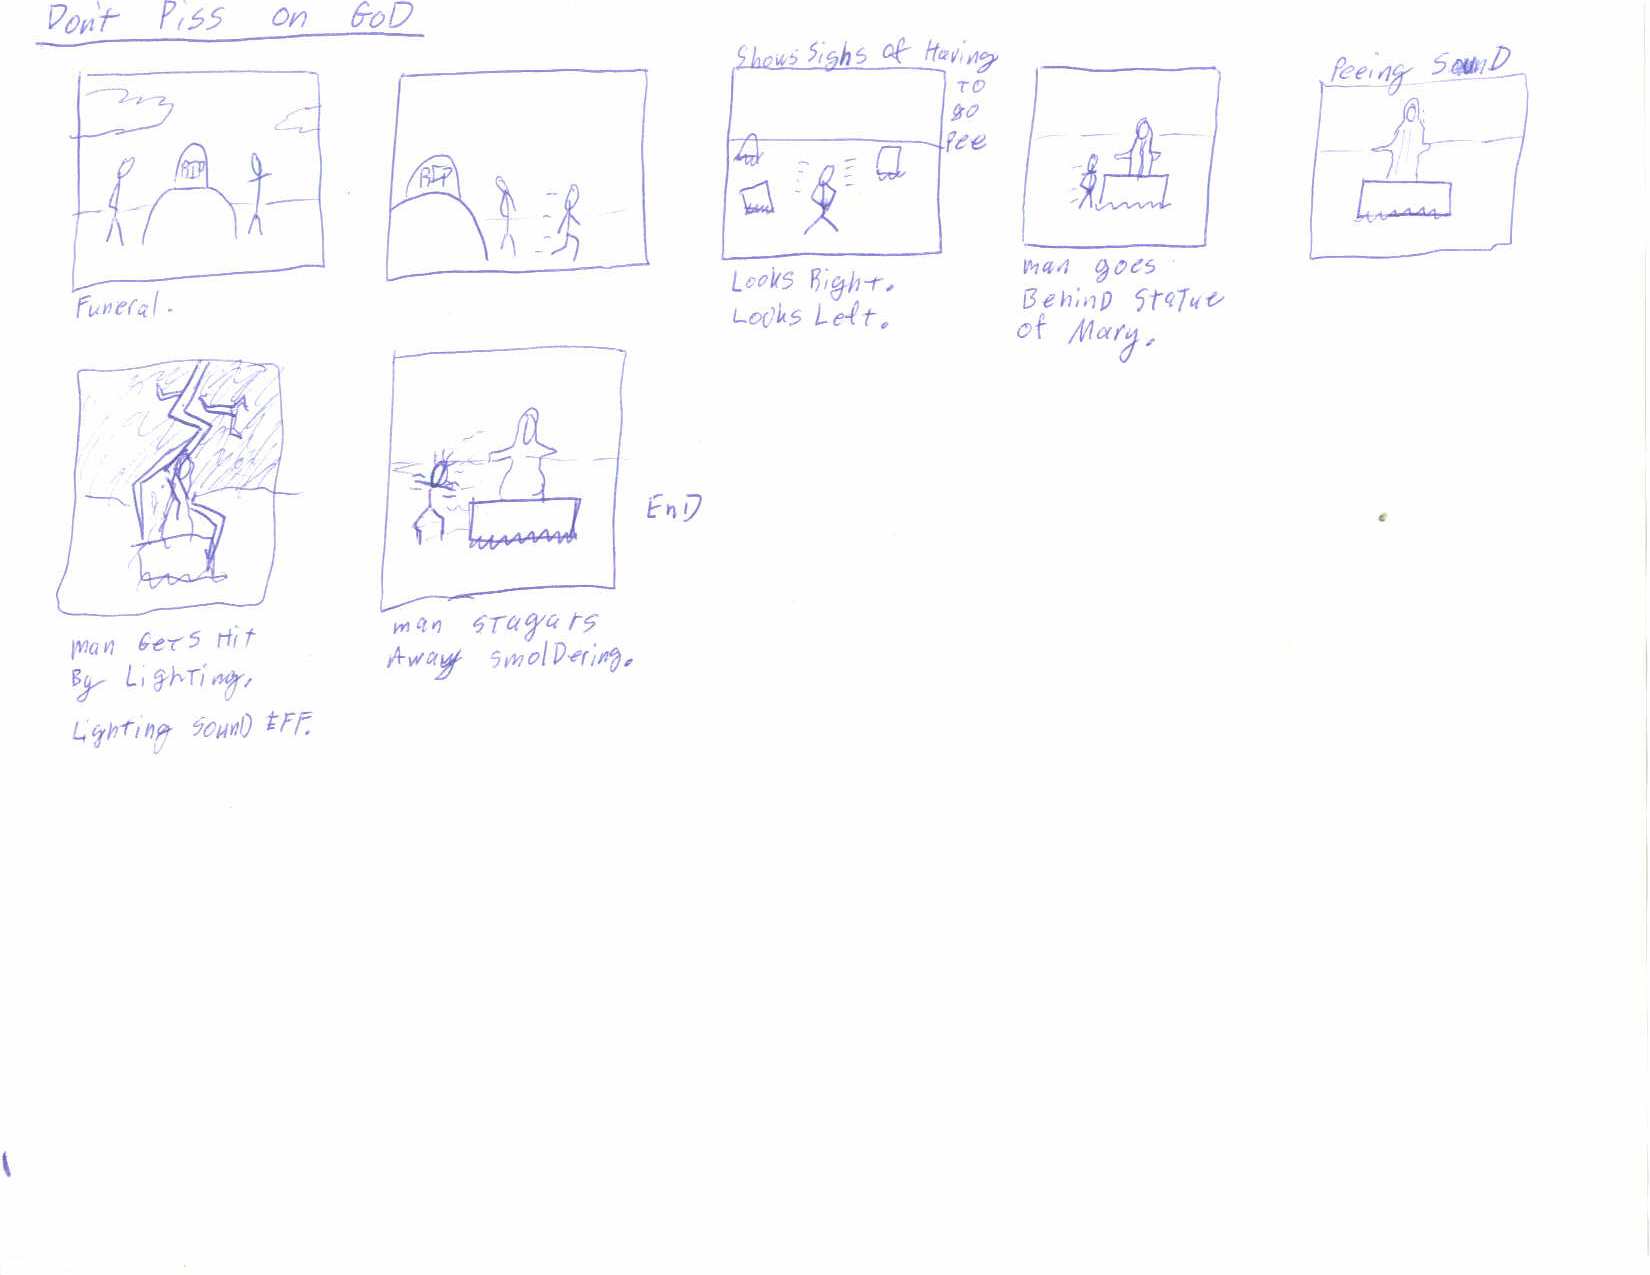 Don't Piss on GoD
RIP
Funeral.
RIP
Shows Sighs of Having
TO
go
Pee
Looks Right.
Looks Left.
man goes
BehinD Statue
of Mary.
Peeing SounD
man Gets Hit
By Lighting.
Lighting SounD EFF.
man stagars
Away smolDering.
EnD